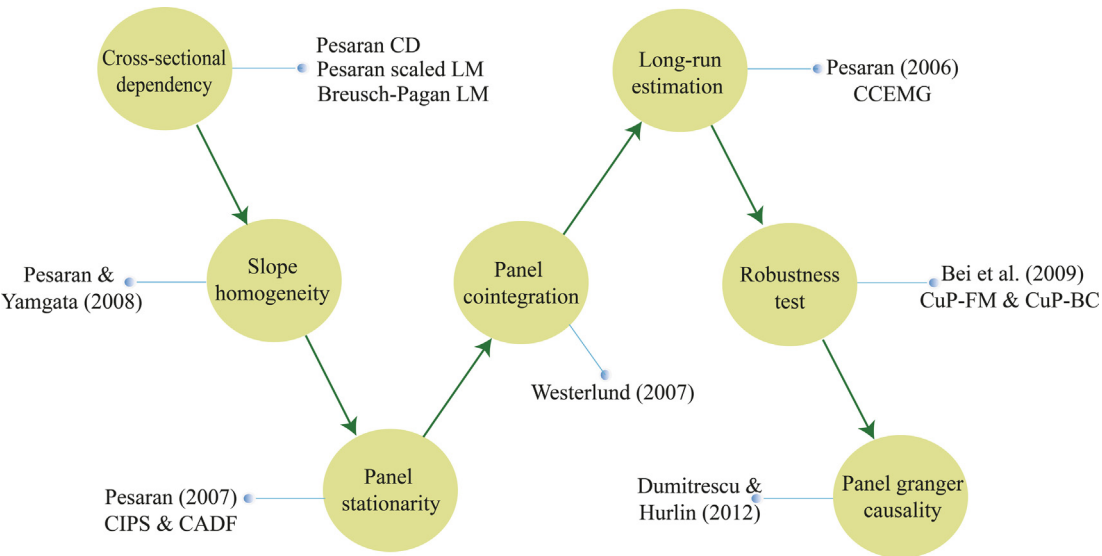 Cross-sectional
dependency
Pesaran CD
Pesaran scaled LM
Breusch-Pagan LM
Slope
homogeneity
Pesaran &
Yamgata (2008)
Panel
stationarity
Pesaran (2007)
CIPS & CADF
Panel
cointegration
Westerlund (2007)
Long-run
estimation
Pesaran (2006)
CCEMG
Robustness
test
Bei et al. (2009)
CuP-FM & CuP-BC
Panel granger
causality
Dumitrescu &
Hurlin (2012)